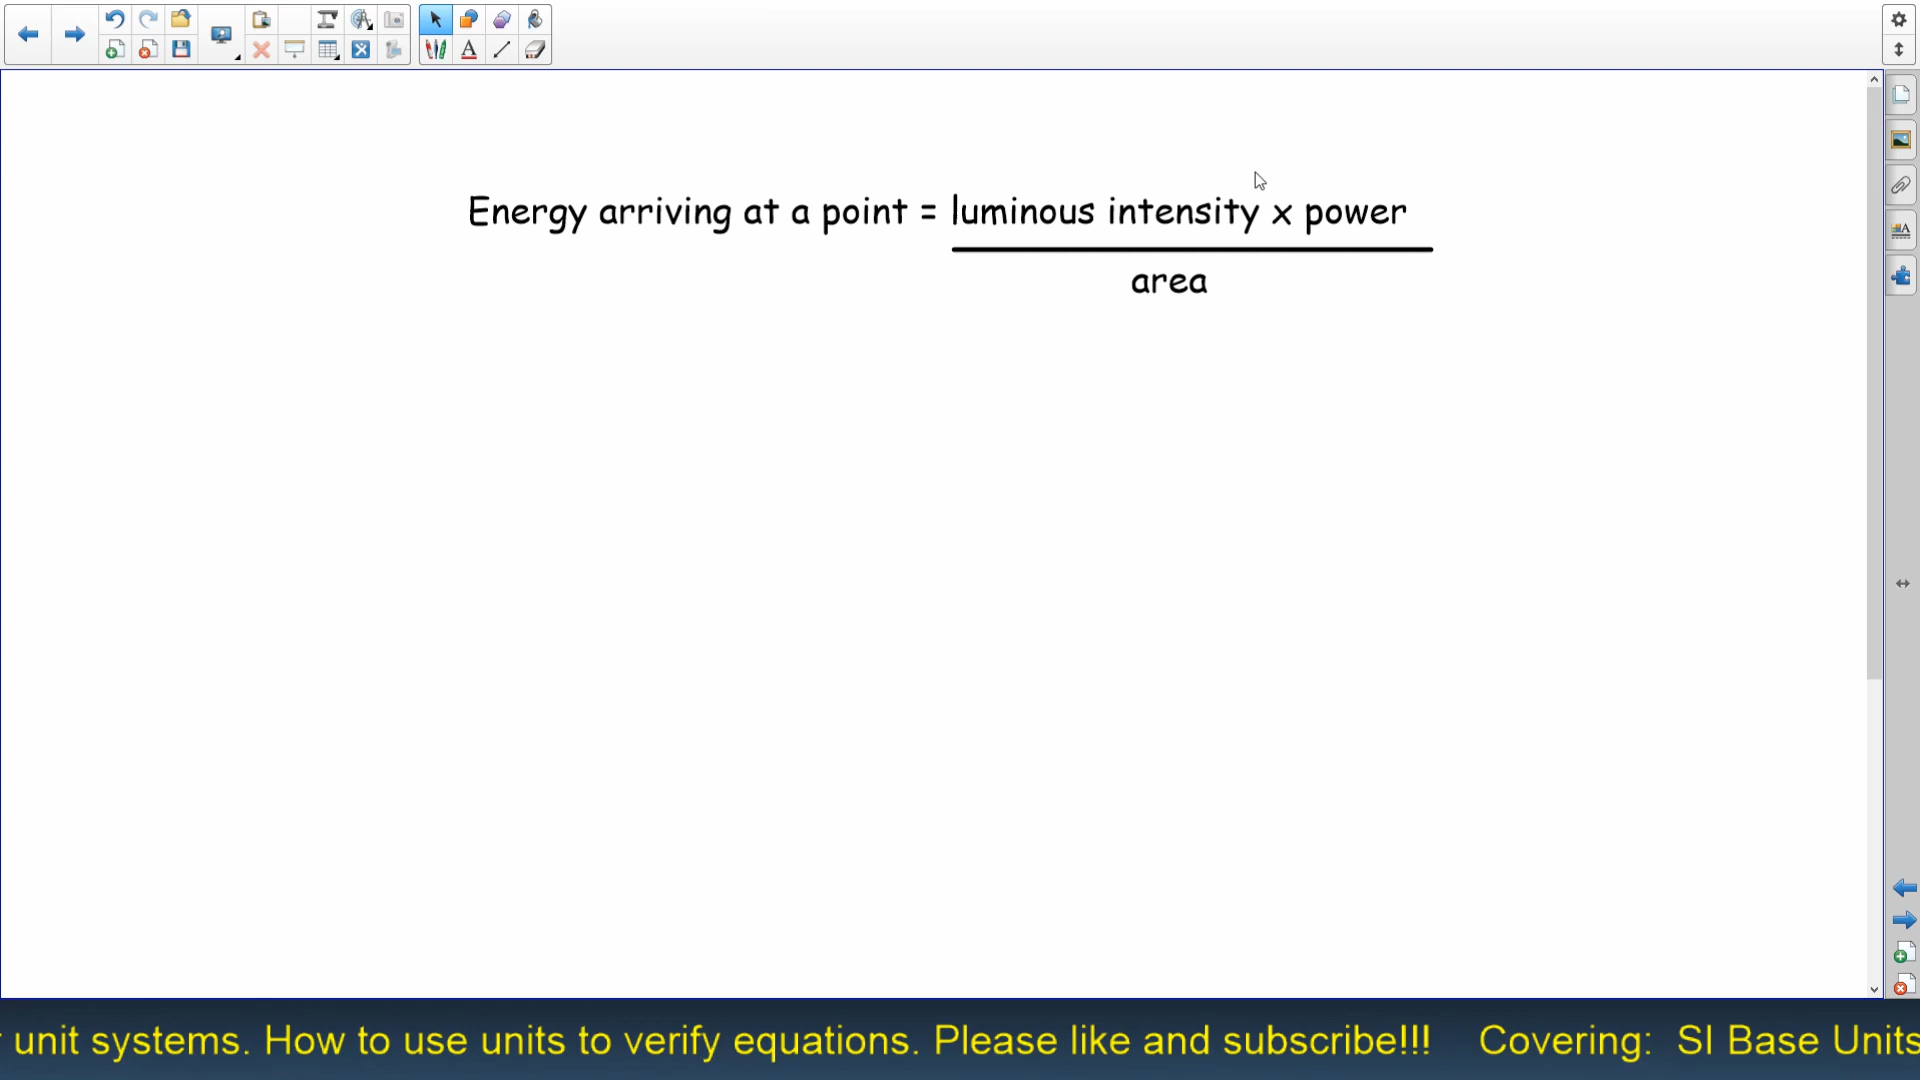 Energy arriving at a point = luminous intensity x power
area
unit systems. How to use units to verify equations. Please like and subscribe!!! Covering: SI Base Units